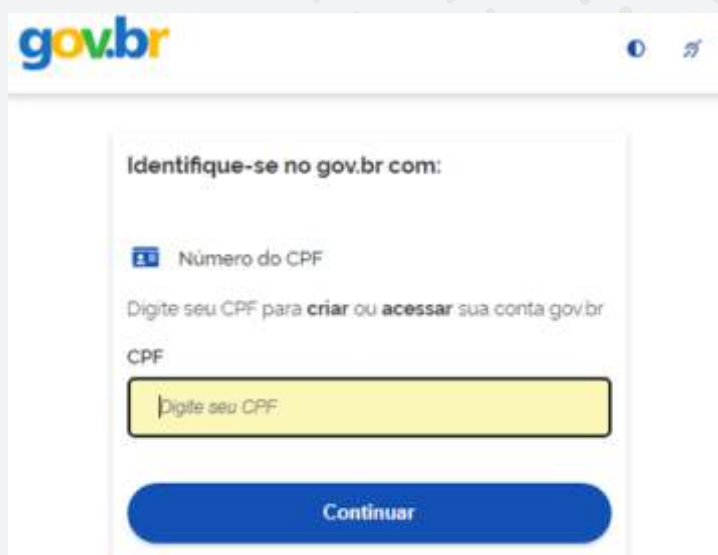 gov.br
Identifique-se no gov.br com:
Número do CPF
Digite seu CPF para criar ou acessar sua conta gov.br
CPF
Digite seu CPF
Continuar